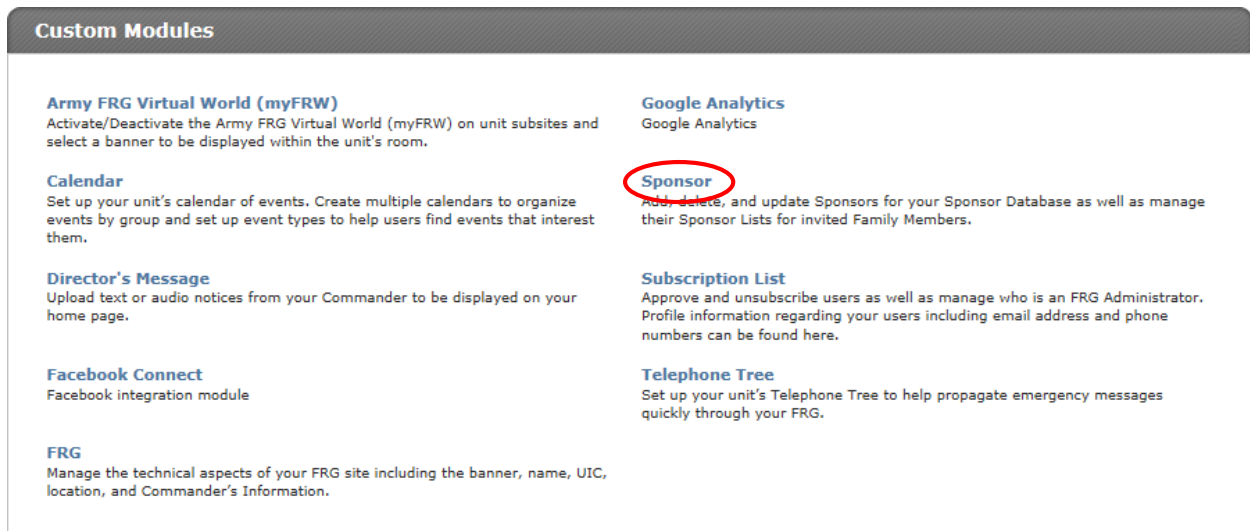 Custom Modules
Army FRG Virtual World (myFRW)
Activate/Deactivate the Army FRG Virtual World (myFRW) on unit subsites and
select a banner to be displayed within the unit's room.
Calendar
Set up your unit's calendar of events. Create multiple calendars to organize
events by group and set up event types to help users find events that interest
them.
Director's Message
Upload text or audio notices from your Commander to be displayed on your
home page.
Facebook Connect
Facebook integration module
FRG
Manage the technical aspects of your FRG site including the banner, name, UIC,
location, and Commander's Information.
Google Analytics
Google Analytics
Sponsor
Add, delete, and update Sponsors for your Sponsor Database as well as manage
their Sponsor Lists for invited Family Members.
Subscription List
Approve and unsubscribe users as well as manage who is an FRG Administrator.
Profile information regarding your users including email address and phone
numbers can be found here.
Telephone Tree
Set up your unit's Telephone Tree to help propagate emergency messages
quickly through your FRG.